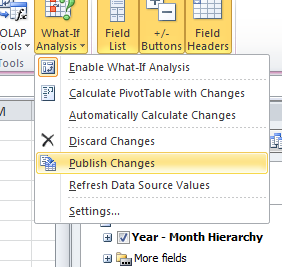 OLAP
Tools
What-If
Analysis
Field
List
+/-
Buttons
Field
Headers
Tools
Enable What-If Analysis
Calculate PivotTable with Changes
Automatically Calculate Changes
Discard Changes
Publish Changes
Refresh Data Source Values
Settings...
M
Year - Month Hierarchy
More fields